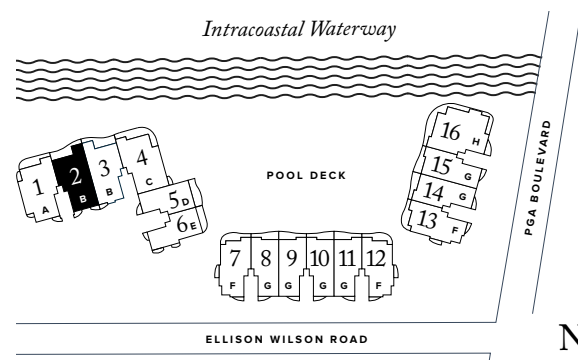 Intracoastal Waterway
POOL DECK
1 A
2 B
3 B
4 C
5 D
6 E
7 F
8 G
9 G
10 G
11 G
12 F
13 F
14 G
15 G
16 H
PGA BOULEVARD
ELLISON WILSON ROAD
N